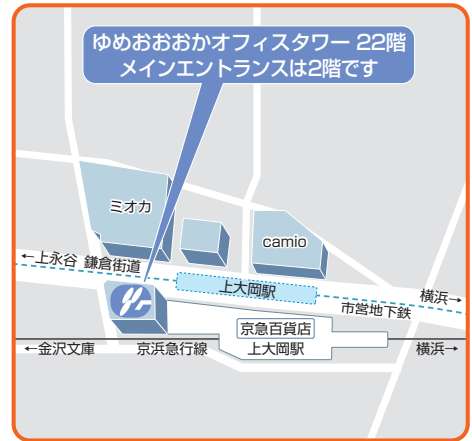 ゆめおおおかオフィスタワー 22階
メインエントランスは2階です
ミオカ
camio
←上永谷 鎌倉街道
上大岡駅
横浜→
市営地下鉄
京急百貨店
←金沢文庫
京浜急行線
上大岡駅
横浜→